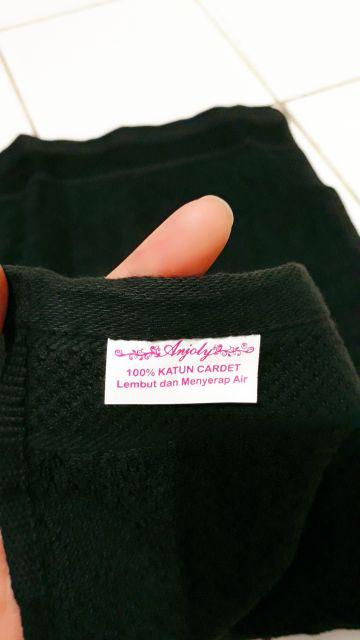 Anjoly
100% KATUN CARDET
Lembut dan Menyerap Air